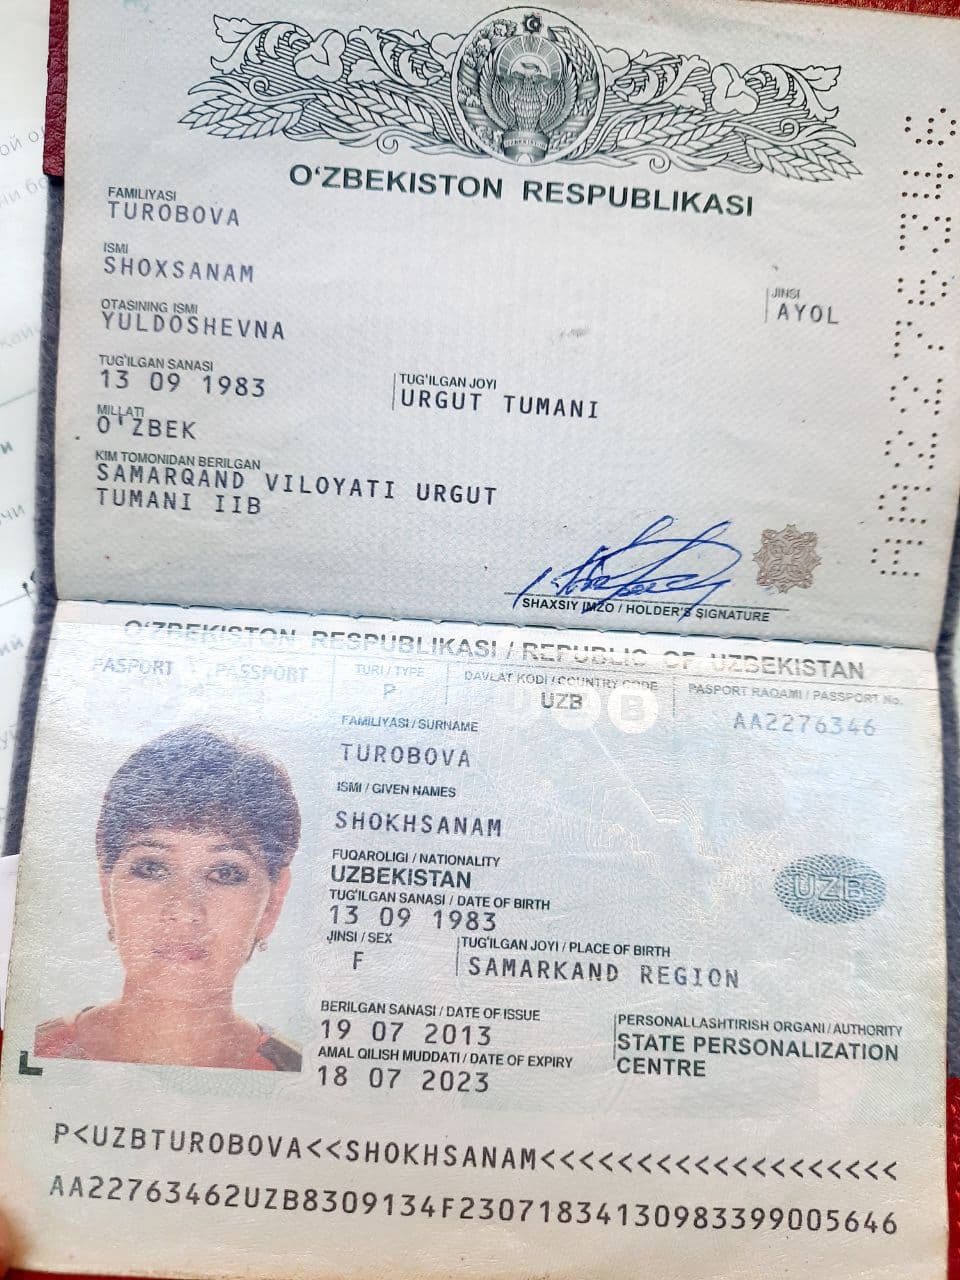 O‘ZBEKISTON RESPUBLIKASI
FAMILIYASI
TUROBOVA
ISMI
SHOXSANAM
JINSI
AYOL
OTASINING ISMI
YULDOSHEVNA
TUG‘ILGAN SANASI
13 09 1983
TUG‘ILGAN JOYI
URGUT TUMANI
MILLATI
O'ZBEK
KIM TOMONIDAN BERILGAN
SAMARQAND VILOYATI URGUT
TUMANI IIB
SHAXSIY IMZO / HOLDER'S SIGNATURE
O‘ZBEKISTON RESPUBLIKASI / REPUBLIC OF UZBEKISTAN
PASPORT PASSPORT
TURI / TYPE
P
DAVLAT KODI / COUNTRY CODE
UZB
PASPORT RAQAMI / PASSPORT No.
AA2276346
FAMILIYASI / SURNAME
TUROBOVA
ISMI / GIVEN NAMES
SHOKHSANAM
FUQAROLIGI / NATIONALITY
UZBEKISTAN
UZB
TUG‘ILGAN SANASI / DATE OF BIRTH
13 09 1983
JINSI / SEX
F
TUG‘ILGAN JOYI / PLACE OF BIRTH
SAMARKAND REGION
BERILGAN SANASI / DATE OF ISSUE
19 07 2013
AMAL QILISH MUDDATI / DATE OF EXPIRY
18 07 2023
PERSONALLASHTIRISH ORGANI / AUTHORITY
STATE PERSONALIZATION
CENTRE
P<UZBTUROBOVA<<SHOKHSANAM<<<<<<<<<<<<<<<<<<<
AA22763462UZB8309134F23071834130983399005646